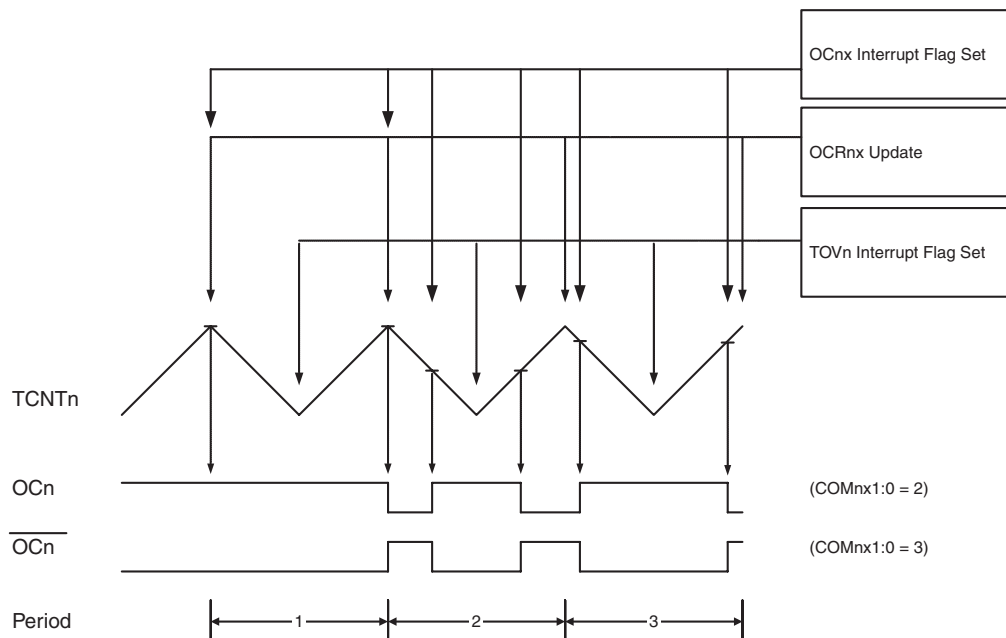 OCnx Interrupt Flag Set
OCRnx Update
TOVn Interrupt Flag Set
TCNTn
OCn
(COMnx1:0 = 2)
OCn
(COMnx1:0 = 3)
Period
1
2
3